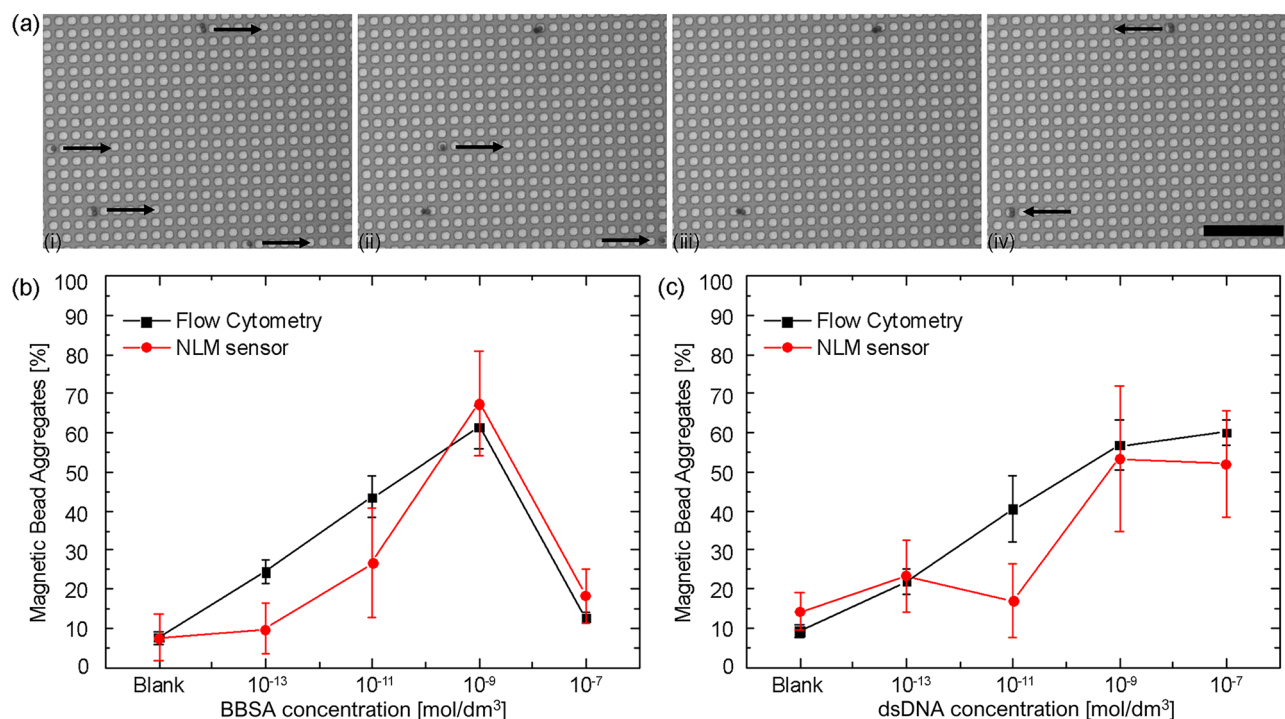 (a)
(i)
(ii)
(iii)
(iv)
(b)
100
90
80
70
60
50
40
30
20
10
0
Magnetic Bead Aggregates [%]
Flow Cytometry
NLM sensor
Blank
10⁻¹³
10⁻¹¹
10⁻⁹
10⁻⁷
BBSA concentration [mol/dm³]
(c)
100
90
80
70
60
50
40
30
20
10
0
Magnetic Bead Aggregates [%]
Flow Cytometry
NLM sensor
Blank
10⁻¹³
10⁻¹¹
10⁻⁹
10⁻⁷
dsDNA concentration [mol/dm³]